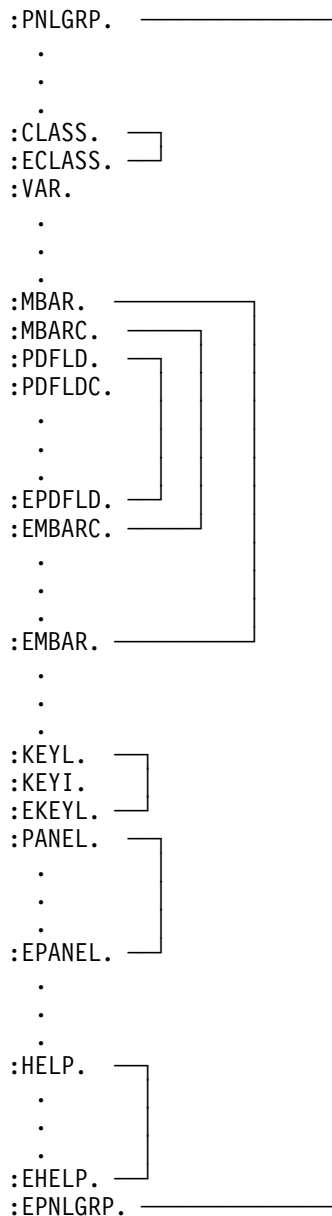 :PNLGRP.
.
.
.
:CLASS.
:ECLASS.
:VAR.
.
.
.
:MBAR.
:MBARC.
:PDFLD.
:PDFLDC.
.
.
.
:EPDFLD.
:EMBARC.
.
.
.
:EMBAR.
.
.
.
:KEYL.
:KEYI.
:EKEYL.
:PANEL.
.
.
.
:EPANEL.
.
.
.
:HELP.
.
.
.
:EHELP.
:EPNLGRP.